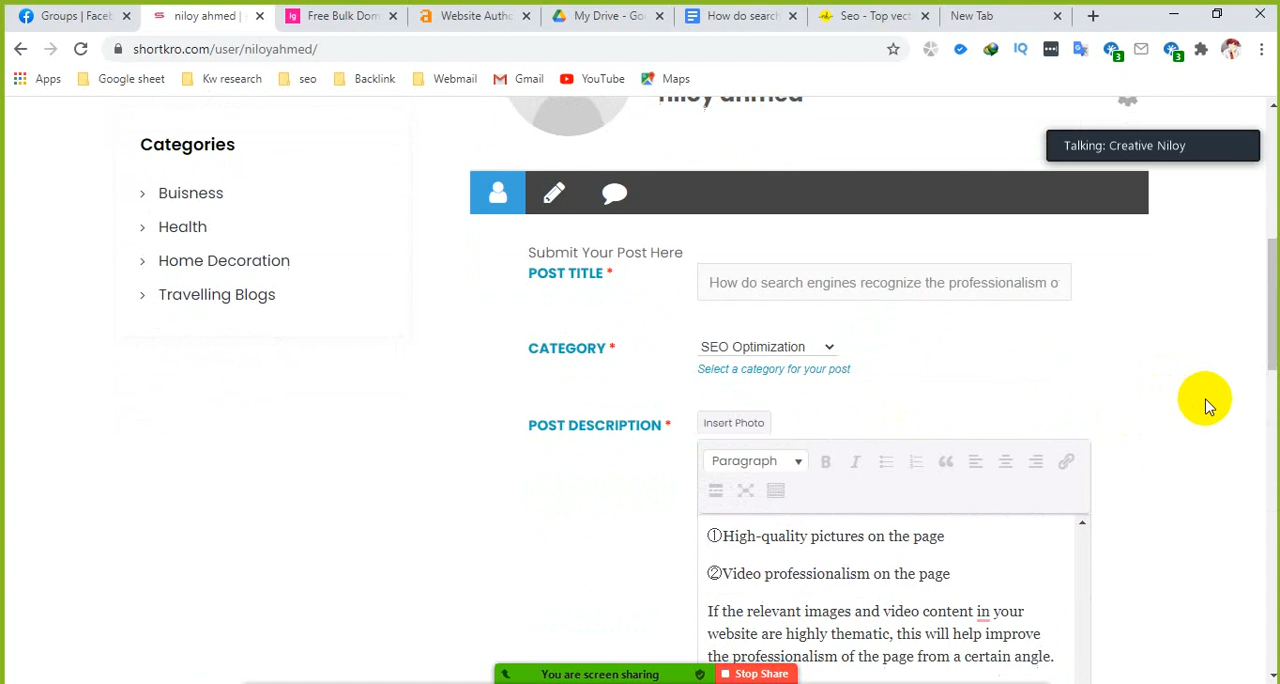 Groups | Faceb
niloy ahmed |
Free Bulk Dom
Website Autho
My Drive - Goo
How do search
Seo - Top vect
New Tab
shortkro.com/user/niloyahmed/
IQ
3
3
Apps
Google sheet
Kw research
seo
Backlink
Webmail
Gmail
YouTube
Maps
niloy ahmed
Talking: Creative Niloy
Categories
Buisness
Health
Home Decoration
Travelling Blogs
Submit Your Post Here
POST TITLE *
How do search engines recognize the professionalism o
CATEGORY *
SEO Optimization
Select a category for your post
POST DESCRIPTION *
Insert Photo
Paragraph
①High-quality pictures on the page
②Video professionalism on the page
If the relevant images and video content in your
website are highly thematic, this will help improve
the professionalism of the page from a certain angle.
You are screen sharing
Stop Share